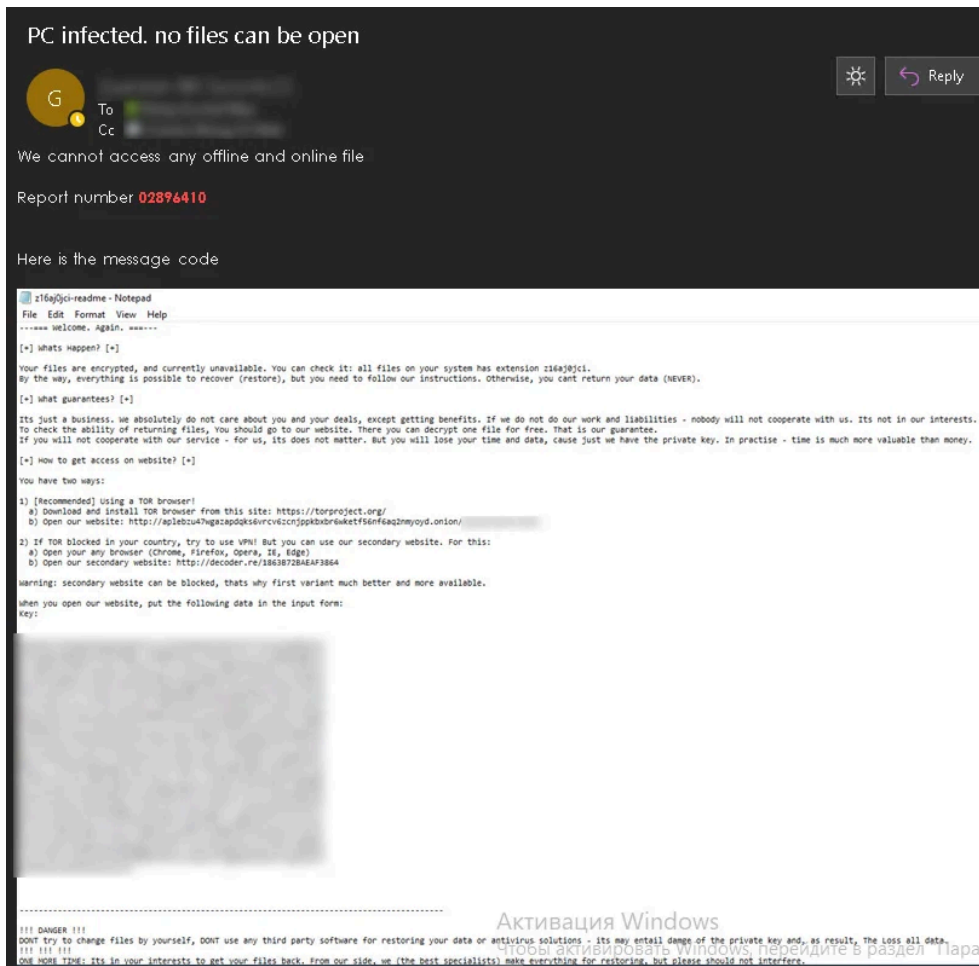 PC infected. no files can be open
G
Reply
To
Cc
We cannot access any offline and online file
Report number 02896410
Here is the message code
z16aj0jci-readme - Notepad
File Edit Format View Help
---=== Welcome. Again. ===---
[+] Whats Happen? [+]
Your files are encrypted, and currently unavailable. You can check it: all files on your system has extension z16aj0jci.
By the way, everything is possible to recover (restore), but you need to follow our instructions. Otherwise, you cant return your data (NEVER).
[+] What guarantees? [+]
Its just a business. We absolutely do not care about you and your deals, except getting benefits. If we do not do our work and liabilities - nobody will not cooperate with us. Its not in our interests.
To check the ability of returning files, You should go to our website. There you can decrypt one file for free. That is our guarantee.
If you will not cooperate with our service - for us, its does not matter. But you will lose your time and data, cause just we have the private key. In practise - time is much more valuable than money.
[+] How to get access on website? [+]
You have two ways:
1) [Recommended] Using a TOR browser!
a) Download and install TOR browser from this site: https://torproject.org/
b) Open our website: http://aplebzu47wgazapdqks6vrcv6zcnjppkbxbr6wketf56nf6aq2nmyoyd.onion/
2) If TOR blocked in your country, try to use VPN! But you can use our secondary website. For this:
a) Open your any browser (Chrome, Firefox, Opera, IE, Edge)
b) Open our secondary website: http://decoder.re/1863B72BAEAF3864
Warning: secondary website can be blocked, thats why first variant much better and more available.
When you open our website, put the following data in the input form:
Key:
-----------------------------------------------------------------------------------------
Активация Windows
!!! DANGER !!!
DONT try to change files by yourself, DONT use any third party software for restoring your data or antivirus solutions - its may entail damge of the private key and, as result, The Loss all data.
Чтобы активировать Windows, перейдите в раздел "Пара
!!! !!! !!!
ONE MORE TIME: Its in your interests to get your files back. From our side, we (the best specialists) make everything for restoring, but please should not interfere.